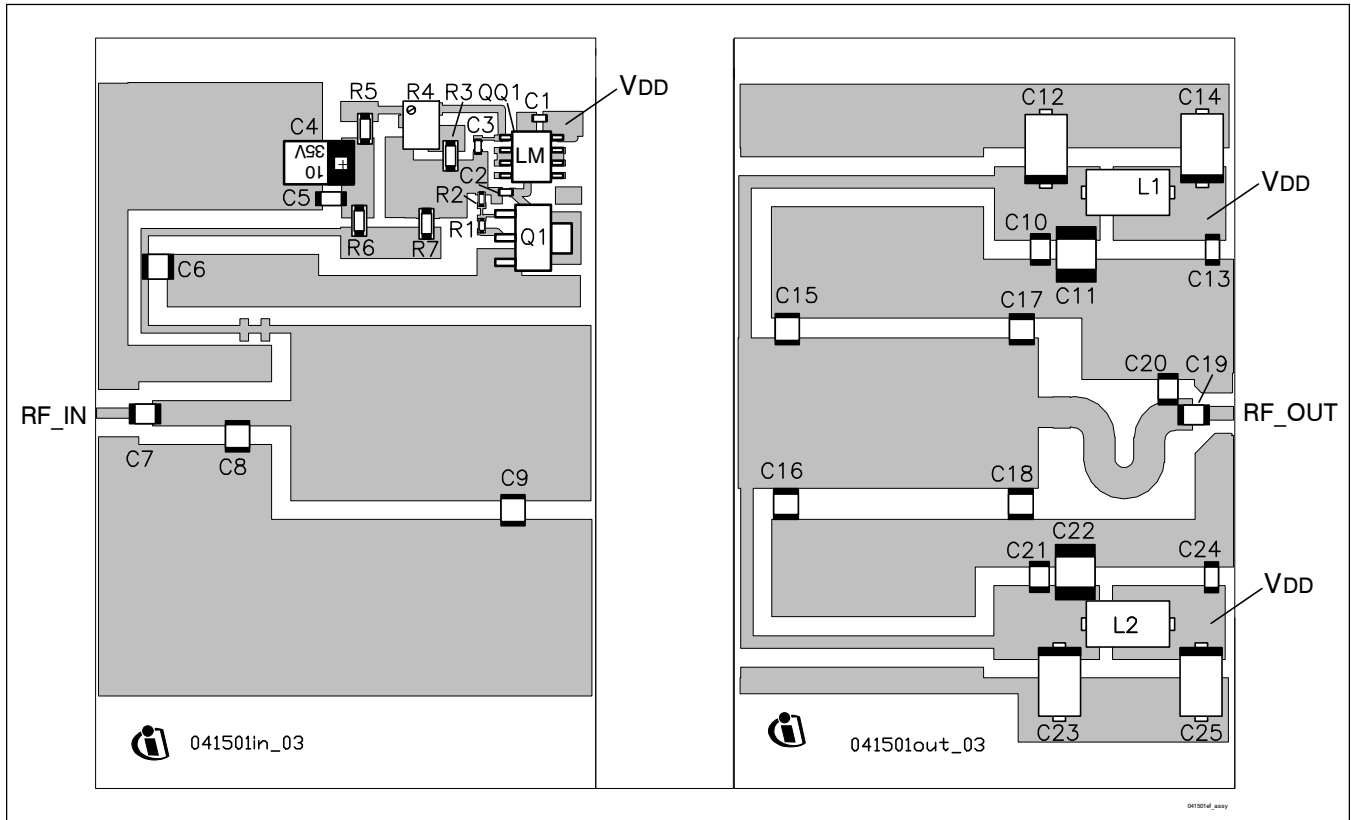 R5
R4
R3
QQ1
C1
VDD
C4
10
35V
+
C3
LM
C5
C2
R2
R1
Q1
R6
R7
C6
RF_IN
C7
C8
C9
041501in_03
C12
C14
L1
VDD
C10
C11
C13
C15
C17
C20
C19
RF_OUT
C16
C18
C22
C21
C24
VDD
L2
C23
C25
041501out_03
041501ef_assy